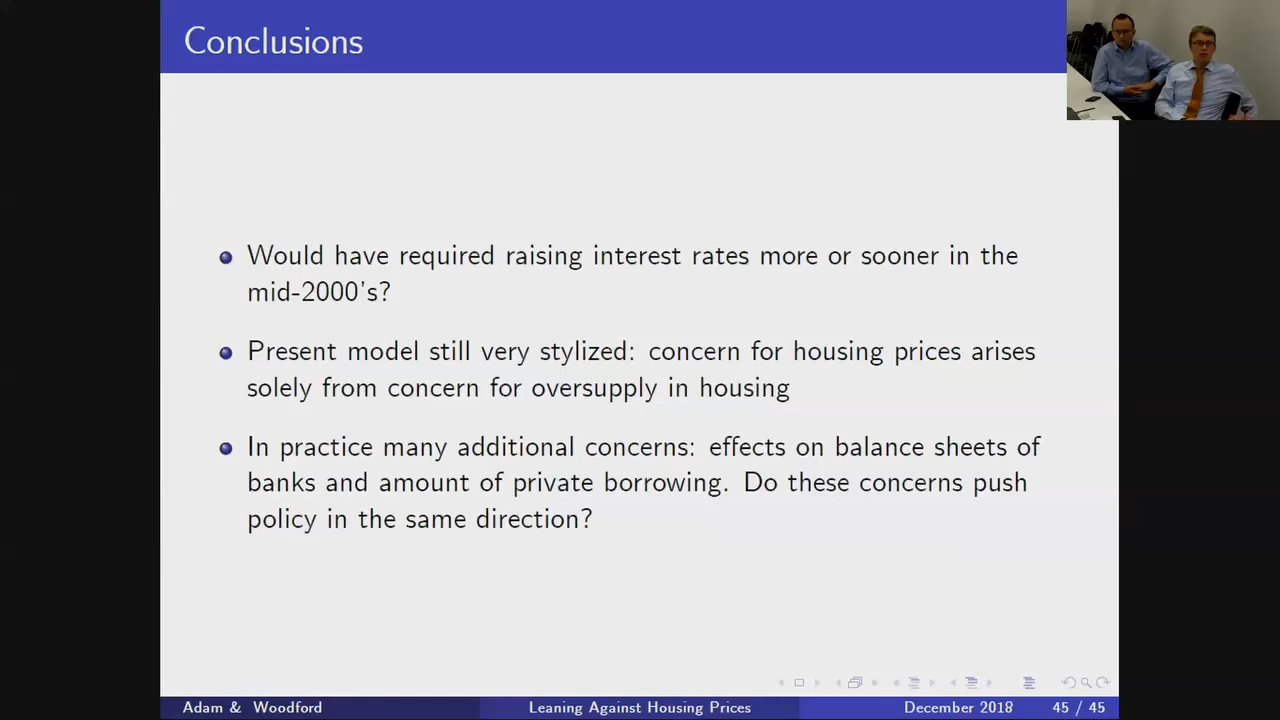 Conclusions
Would have required raising interest rates more or sooner in the
mid-2000's?
Present model still very stylized: concern for housing prices arises
solely from concern for oversupply in housing
In practice many additional concerns: effects on balance sheets of
banks and amount of private borrowing. Do these concerns push
policy in the same direction?
Adam & Woodford
Leaning Against Housing Prices
December 2018
45 / 45